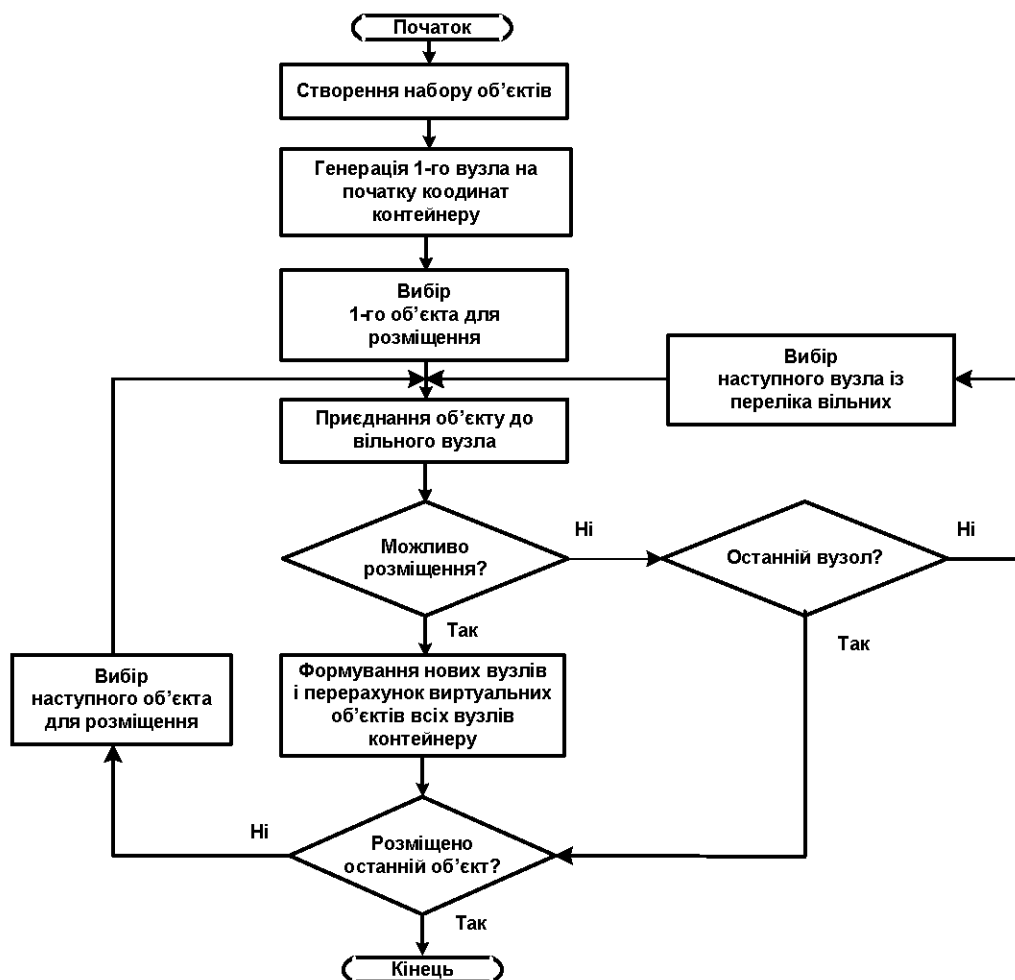 Початок
Створення набору об’єктів
Генерація 1-го вузла на
початку коодинат
контейнеру
Вибір
1-го об’єкта для
розміщення
Вибір
наступного вузла із
переліка вільних
Приєднання об’єкту до
вільного вузла
Можливо
розміщення?
Ні
Останній вузол?
Ні
Так
Так
Вибір
наступного об’єкта
для розміщення
Формування нових вузлів
і перерахунок виртуальних
об’єктів всіх вузлів
контейнеру
Розміщено
останній об’єкт?
Ні
Так
Кінець